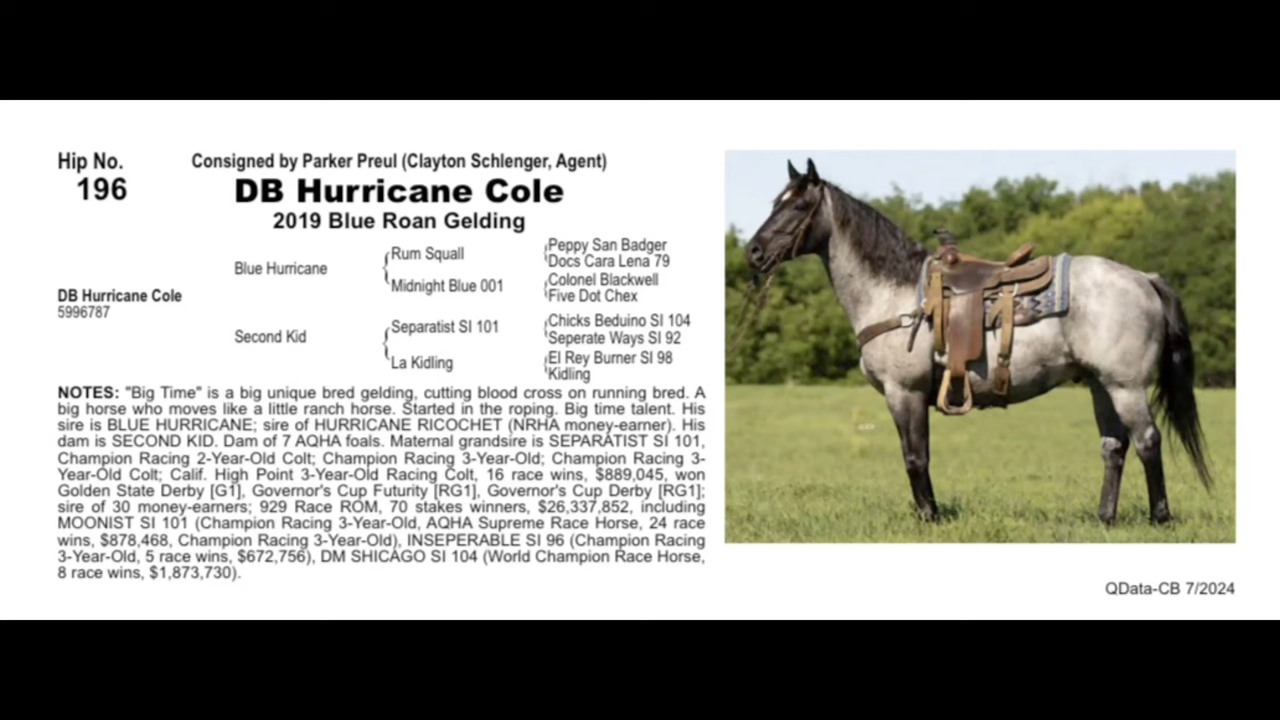 Hip No.
196
Consigned by Parker Preul (Clayton Schlenger, Agent)
DB Hurricane Cole
2019 Blue Roan Gelding
DB Hurricane Cole
5996787
Blue Hurricane
Rum Squall
Peppy San Badger
Docs Cara Lena 79
Midnight Blue 001
Colonel Blackwell
Five Dot Chex
Second Kid
Separatist SI 101
Chicks Beduino SI 104
Seperate Ways SI 92
La Kidling
El Rey Burner SI 98
Kidling
NOTES: "Big Time" is a big unique bred gelding, cutting blood cross on running bred. A
big horse who moves like a little ranch horse. Started in the roping. Big time talent. His
sire is BLUE HURRICANE; sire of HURRICANE RICOCHET (NRHA money-earner). His
dam is SECOND KID. Dam of 7 AQHA foals. Maternal grandsire is SEPARATIST SI 101,
Champion Racing 2-Year-Old Colt; Champion Racing 3-Year-Old; Champion Racing 3-
Year-Old Colt; Calif. High Point 3-Year-Old Racing Colt, 16 race wins, $889,045, won
Golden State Derby [G1], Governor's Cup Futurity [RG1], Governor's Cup Derby [RG1];
sire of 30 money-earners; 929 Race ROM, 70 stakes winners, $26,337,852, including
MOONIST SI 101 (Champion Racing 3-Year-Old, AQHA Supreme Race Horse, 24 race
wins, $878,468, Champion Racing 3-Year-Old), INSEPERABLE SI 96 (Champion Racing
3-Year-Old, 5 race wins, $672,756), DM SHICAGO SI 104 (World Champion Race Horse,
8 race wins, $1,873,730).
QData-CB 7/2024